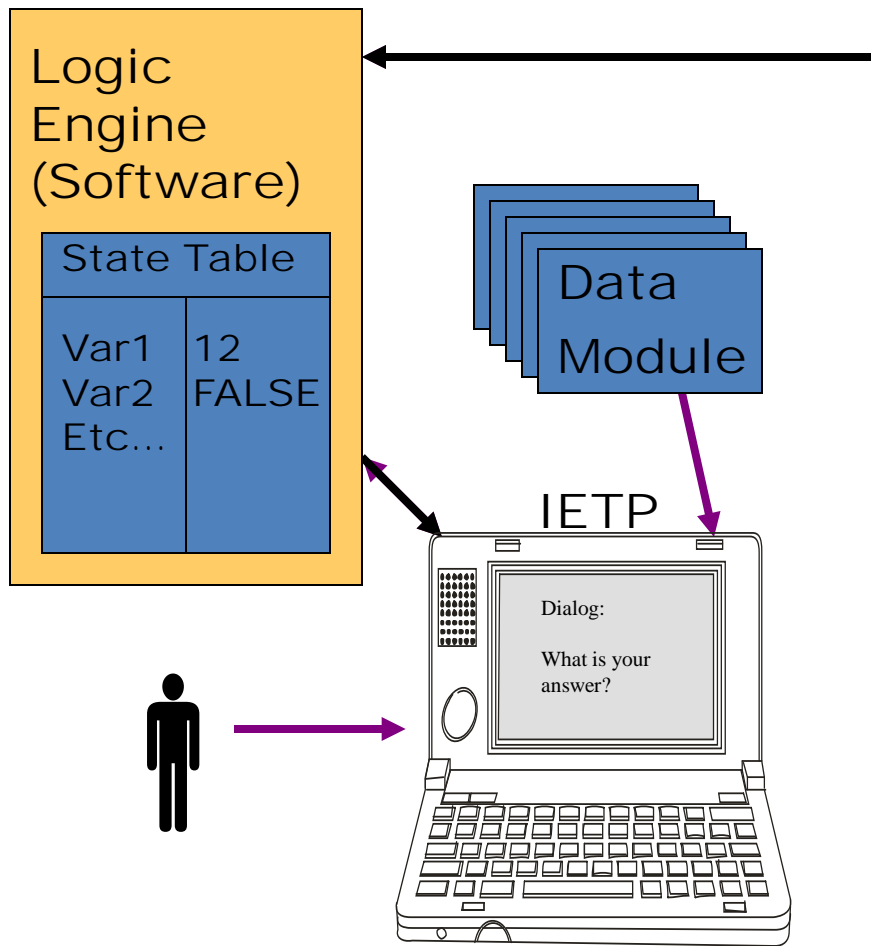 Logic
Engine
(Software)
State Table
Var1 12
Var2 FALSE
Etc...
Data
Module
IETP
Dialog:
What is your
answer?